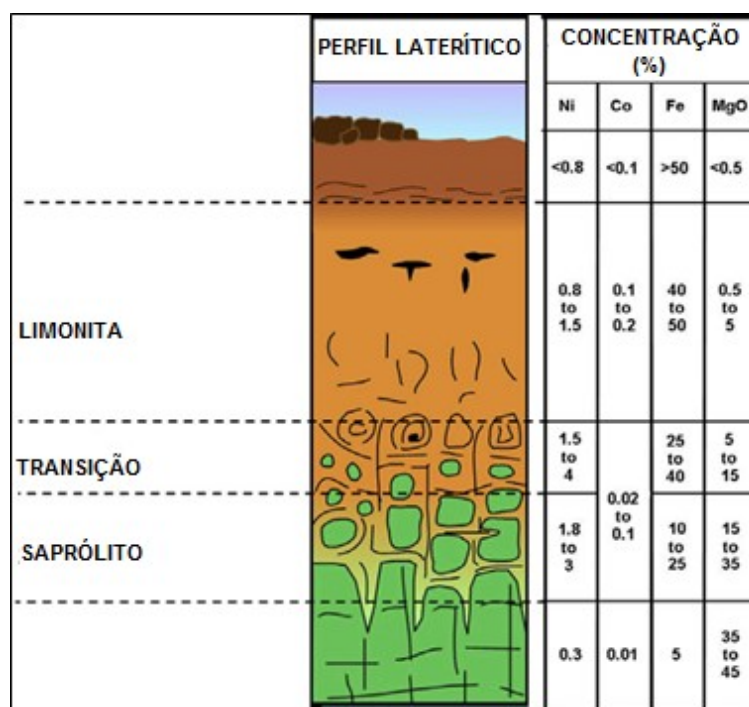 PERFIL LATERÍTICO
CONCENTRAÇÃO
(%)
Ni Co Fe MgO
<0.8 <0.1 >50 <0.5
LIMONITA
0.8 to 1.5
0.1 to 0.2
40 to 50
0.5 to 5
TRANSIÇÃO
1.5 to 4
0.02 to 0.1
25 to 40
5 to 15
SAPRÓLITO
1.8 to 3
10 to 25
15 to 35
0.3 0.01 5
35 to 45